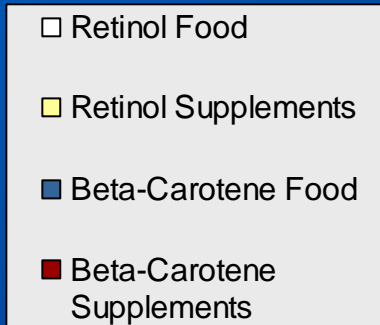 Retinol Food
Retinol Supplements
Beta-Carotene Food
Beta-Carotene
Supplements